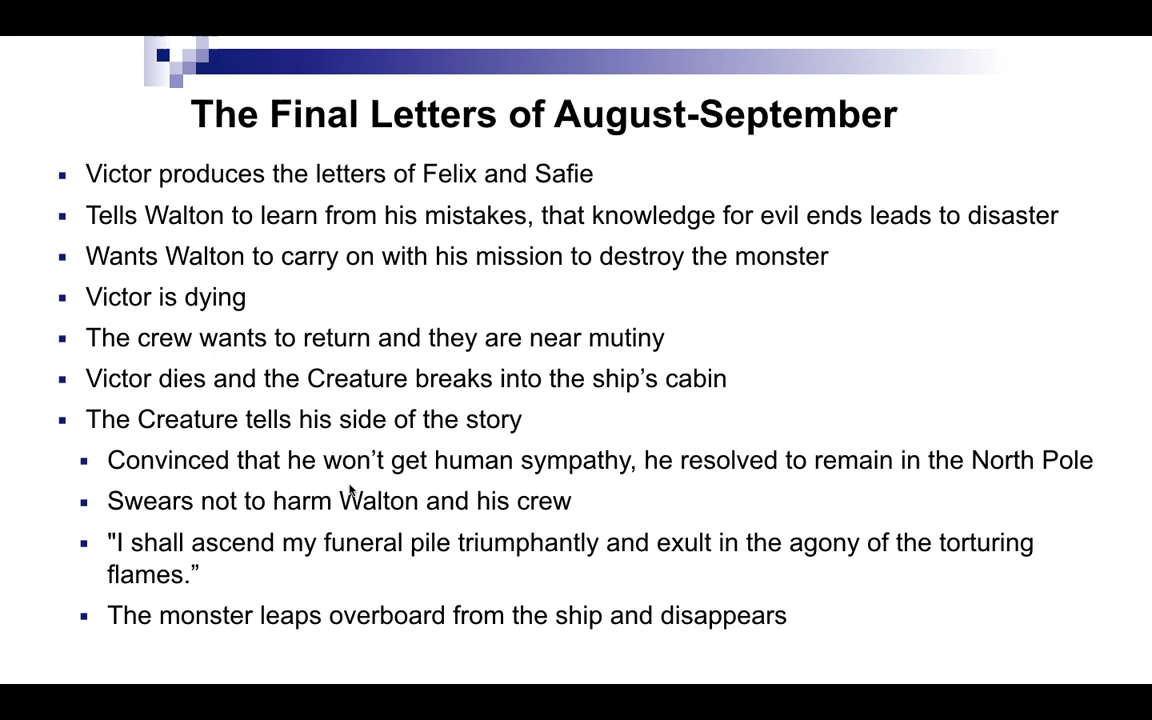 The Final Letters of August-September
▪ Victor produces the letters of Felix and Safie
▪ Tells Walton to learn from his mistakes, that knowledge for evil ends leads to disaster
▪ Wants Walton to carry on with his mission to destroy the monster
▪ Victor is dying
▪ The crew wants to return and they are near mutiny
▪ Victor dies and the Creature breaks into the ship’s cabin
▪ The Creature tells his side of the story
▪ Convinced that he won’t get human sympathy, he resolved to remain in the North Pole
▪ Swears not to harm Walton and his crew
▪ "I shall ascend my funeral pile triumphantly and exult in the agony of the torturing
flames.”
▪ The monster leaps overboard from the ship and disappears